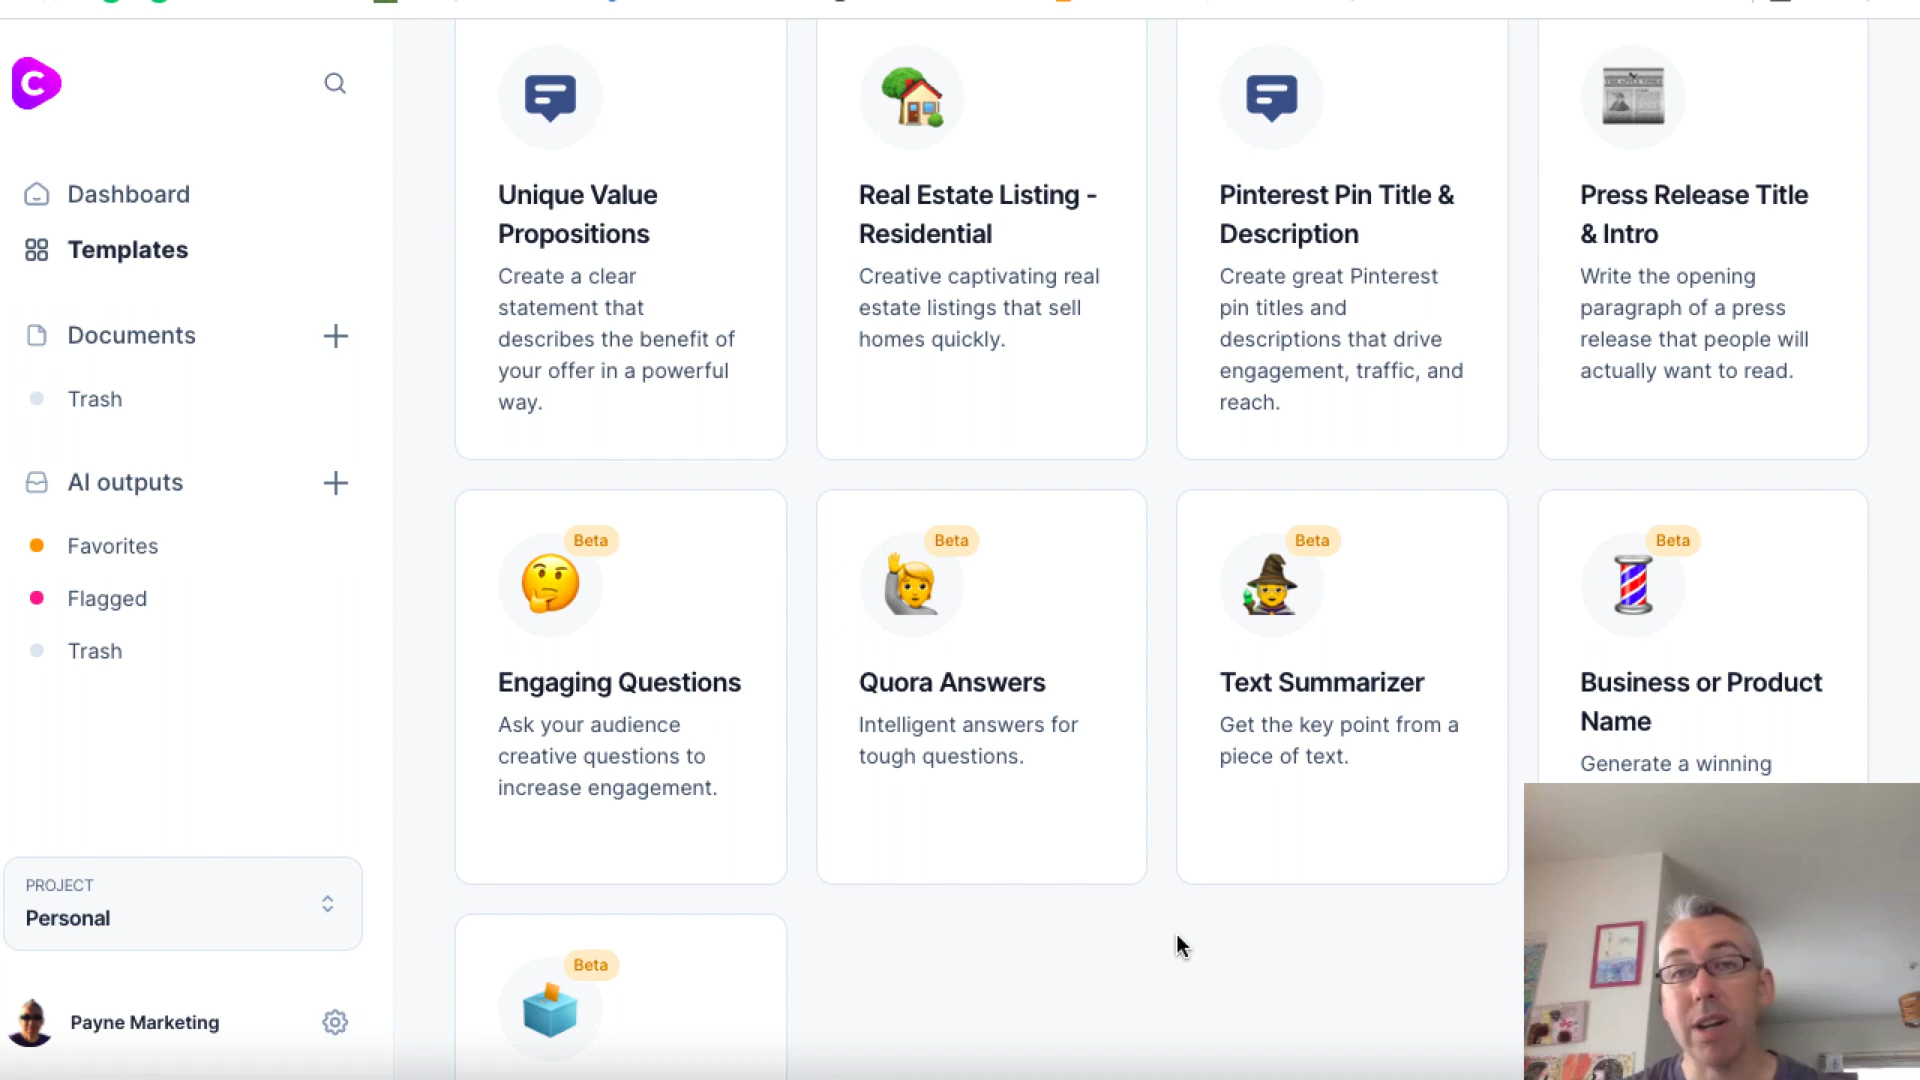 C
Dashboard
Templates
Documents
Trash
AI outputs
Favorites
Flagged
Trash
PROJECT
Personal
Payne Marketing
Unique Value
Propositions
Create a clear
statement that
describes the benefit of
your offer in a powerful
way.
Real Estate Listing -
Residential
Creative captivating real
estate listings that sell
homes quickly.
Pinterest Pin Title &
Description
Create great Pinterest
pin titles and
descriptions that drive
engagement, traffic, and
reach.
Press Release Title
& Intro
Write the opening
paragraph of a press
release that people will
actually want to read.
Beta
Engaging Questions
Ask your audience
creative questions to
increase engagement.
Beta
Quora Answers
Intelligent answers for
tough questions.
Beta
Text Summarizer
Get the key point from a
piece of text.
Beta
Business or Product
Name
Generate a winning
Beta